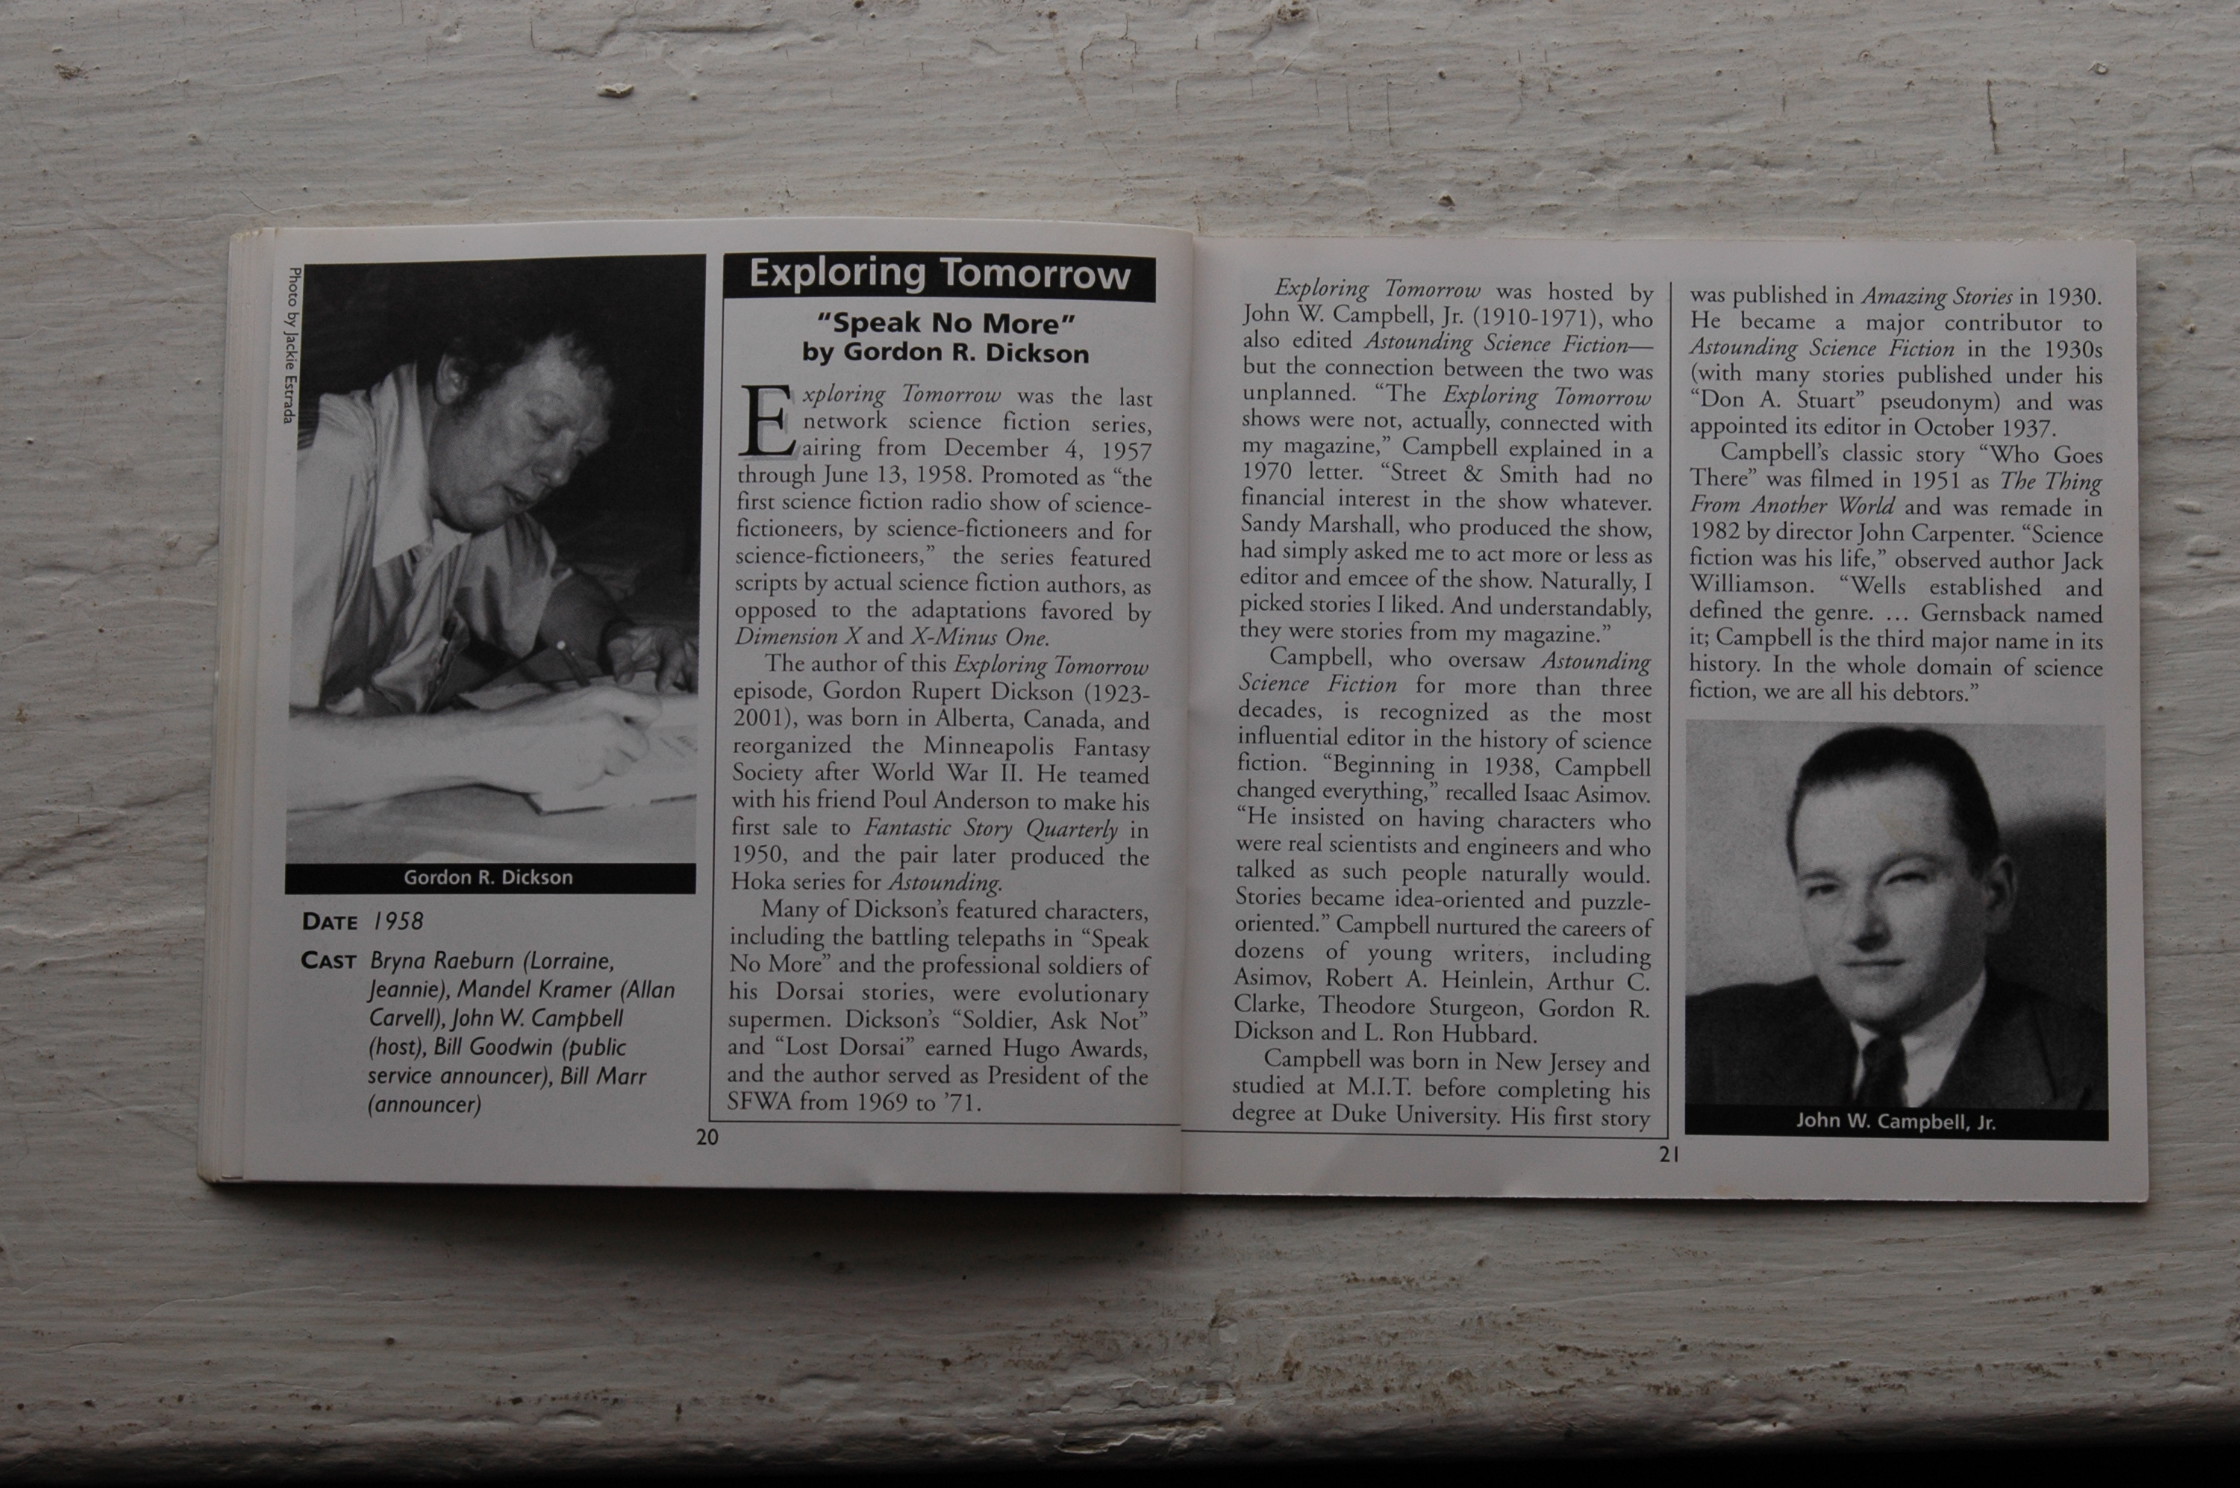 Photo by Jackie Estrada
Gordon R. Dickson
DATE 1958
CAST Bryna Raeburn (Lorraine,
Jeannie), Mandel Kramer (Allan
Carvell), John W. Campbell
(host), Bill Goodwin (public
service announcer), Bill Marr
(announcer)
Exploring Tomorrow
“Speak No More”
by Gordon R. Dickson
Exploring Tomorrow was the last
network science fiction series,
airing from December 4, 1957
through June 13, 1958. Promoted as “the
first science fiction radio show of science-
fictioneers, by science-fictioneers and for
science-fictioneers,” the series featured
scripts by actual science fiction authors, as
opposed to the adaptations favored by
Dimension X and X-Minus One.
The author of this Exploring Tomorrow
episode, Gordon Rupert Dickson (1923-
2001), was born in Alberta, Canada, and
reorganized the Minneapolis Fantasy
Society after World War II. He teamed
with his friend Poul Anderson to make his
first sale to Fantastic Story Quarterly in
1950, and the pair later produced the
Hoka series for Astounding.
Many of Dickson’s featured characters,
including the battling telepaths in “Speak
No More” and the professional soldiers of
his Dorsai stories, were evolutionary
supermen. Dickson’s “Soldier, Ask Not”
and “Lost Dorsai” earned Hugo Awards,
and the author served as President of the
SFWA from 1969 to ’71.
20
Exploring Tomorrow was hosted by
John W. Campbell, Jr. (1910-1971), who
also edited Astounding Science Fiction—
but the connection between the two was
unplanned. “The Exploring Tomorrow
shows were not, actually, connected with
my magazine,” Campbell explained in a
1970 letter. “Street & Smith had no
financial interest in the show whatever.
Sandy Marshall, who produced the show,
had simply asked me to act more or less as
editor and emcee of the show. Naturally, I
picked stories I liked. And understandably,
they were stories from my magazine.”
Campbell, who oversaw Astounding
Science Fiction for more than three
decades, is recognized as the most
influential editor in the history of science
fiction. “Beginning in 1938, Campbell
changed everything,” recalled Isaac Asimov.
“He insisted on having characters who
were real scientists and engineers and who
talked as such people naturally would.
Stories became idea-oriented and puzzle-
oriented.” Campbell nurtured the careers of
dozens of young writers, including
Asimov, Robert A. Heinlein, Arthur C.
Clarke, Theodore Sturgeon, Gordon R.
Dickson and L. Ron Hubbard.
Campbell was born in New Jersey and
studied at M.I.T. before completing his
degree at Duke University. His first story
was published in Amazing Stories in 1930.
He became a major contributor to
Astounding Science Fiction in the 1930s
(with many stories published under his
“Don A. Stuart” pseudonym) and was
appointed its editor in October 1937.
Campbell’s classic story “Who Goes
There” was filmed in 1951 as The Thing
From Another World and was remade in
1982 by director John Carpenter. “Science
fiction was his life,” observed author Jack
Williamson. “Wells established and
defined the genre. … Gernsback named
it; Campbell is the third major name in its
history. In the whole domain of science
fiction, we are all his debtors.”
John W. Campbell, Jr.
21